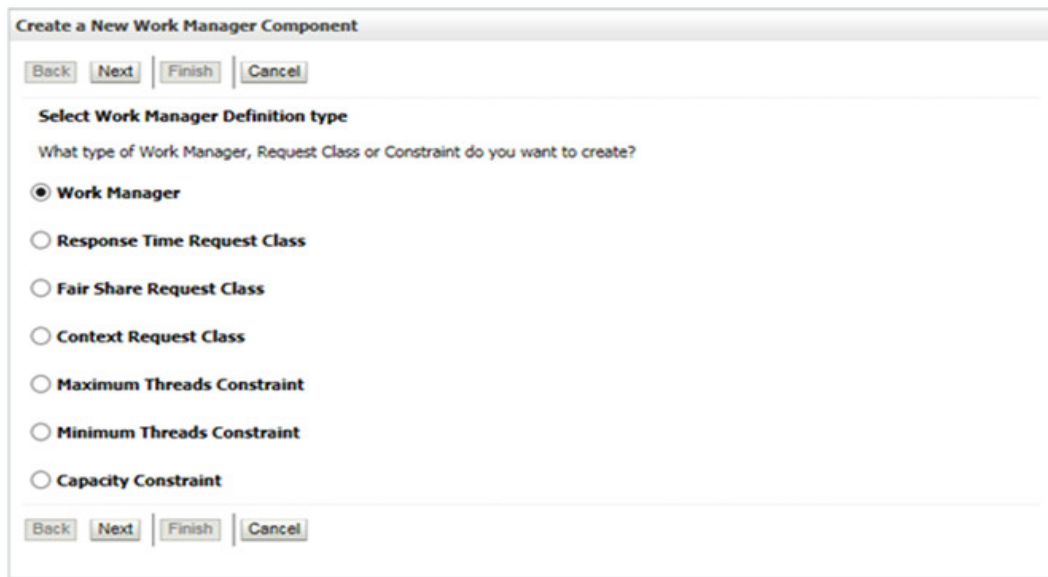 Create a New Work Manager Component
Back Next Finish Cancel
Select Work Manager Definition type
What type of Work Manager, Request Class or Constraint do you want to create?
Work Manager
Response Time Request Class
Fair Share Request Class
Context Request Class
Maximum Threads Constraint
Minimum Threads Constraint
Capacity Constraint
Back Next Finish Cancel